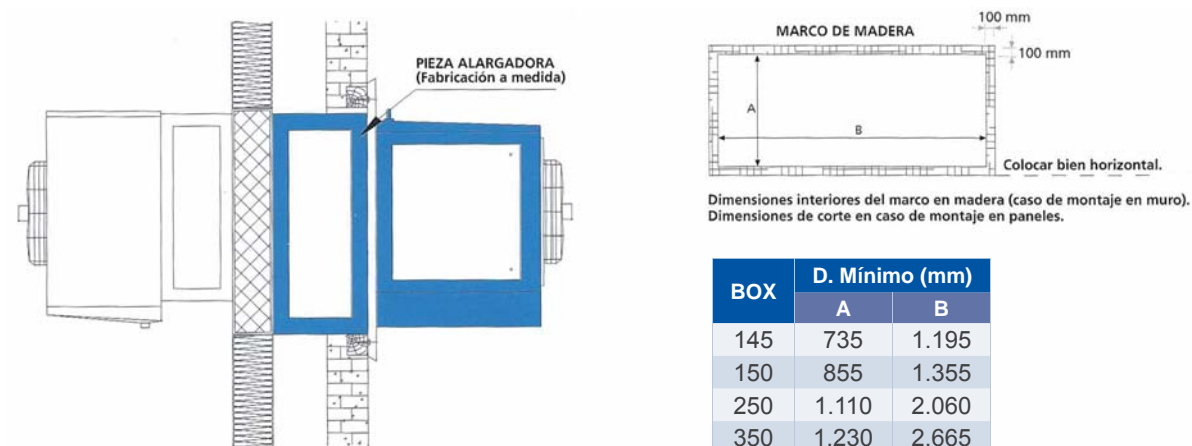 PIEZA ALARGADORA
(Fabricación a medida)
MARCO DE MADERA
100 mm
100 mm
A
B
Colocar bien horizontal.
Dimensiones interiores del marco en madera (caso de montaje en muro).
Dimensiones de corte en caso de montaje en paneles.
BOX D. Mínimo (mm)
A B
145 735 1.195
150 855 1.355
250 1.110 2.060
350 1.230 2.665